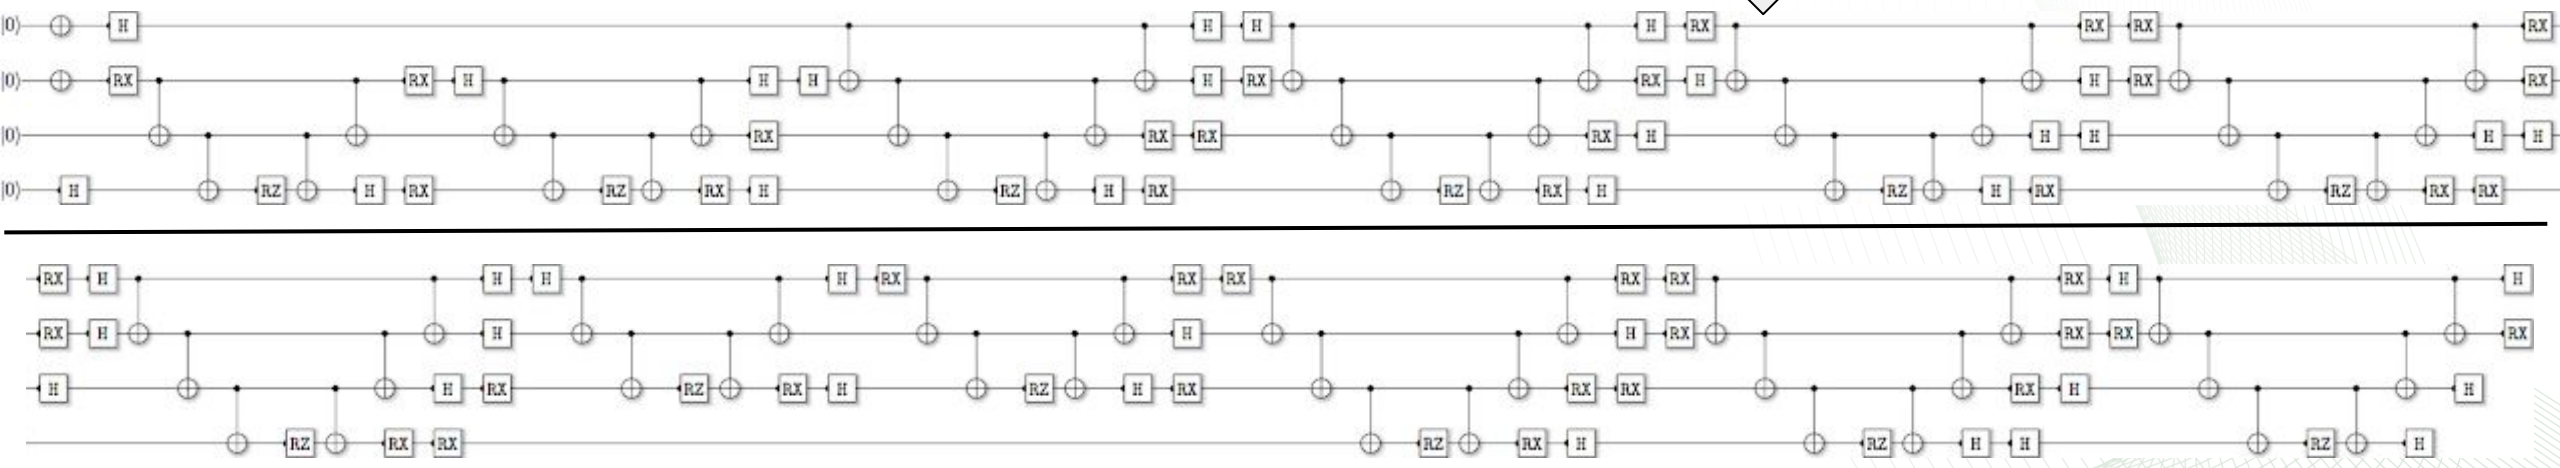 |0⟩ H H H H RX RX RX RX
|0⟩ RX RX H H H H RX RX H H RX RX
|0⟩ RX RX RX RX H H H H H
|0⟩ H RZ H RX RZ RX H RZ H RX RZ RX H RZ H RX RZ RX RX
RX H H H H RX RX RX RX RX RX H H
RX H H H H RX RX RX RX
H H RX RZ RX H RZ H RX RX RX RX H H
RZ RX RX RZ RX H RZ H H RZ H